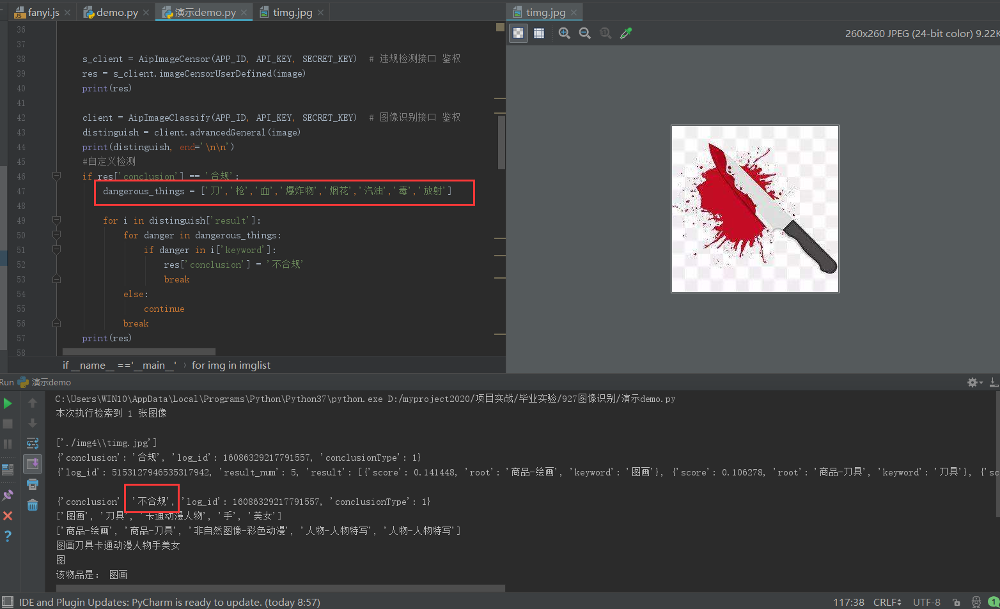 fanyi.js
demo.py
演示demo.py
timg.jpg
timg.jpg
260x260 JPEG (24-bit color) 9.22K
36
37
38 s_client = AipImageCensor(APP_ID, API_KEY, SECRET_KEY)  # 违规检测接口 鉴权
39 res = s_client.imageCensorUserDefined(image)
40 print(res)
41
42 client = AipImageClassify(APP_ID, API_KEY, SECRET_KEY)  # 图像识别接口 鉴权
43 distinguish = client.advancedGeneral(image)
44 print(distinguish, end='\n\n')
45 #自定义检测
46 if res['conclusion'] == '合规':
47 dangerous_things = ['刀','枪','血','爆炸物','烟花','汽油','毒','放射']
48
49 for i in distinguish['result']:
50 for danger in dangerous_things:
51 if danger in i['keyword']:
52 res['conclusion'] = '不合规'
53 break
54 else:
55 continue
56 break
57 print(res)
58
if __name__ =='__main__' › for img in imglist
Run 演示demo
C:\Users\WIN10\AppData\Local\Programs\Python\Python37\python.exe D:/myproject2020/项目实战/毕业实验/927图像识别/演示demo.py
本次执行检索到 1 张图像
['./img4\\timg.jpg']
{'conclusion': '合规', 'log_id': 16086329217791557, 'conclusionType': 1}
{'log_id': 5153127946535317942, 'result_num': 5, 'result': [{'score': 0.141448, 'root': '商品-绘画', 'keyword': '图画'}, {'score': 0.106278, 'root': '商品-刀具', 'keyword': '刀具'}, {'sc
{'conclusion' '不合规', 'log_id': 16086329217791557, 'conclusionType': 1}
['图画', '刀具', '卡通动漫人物', '手', '美女']
['商品-绘画', '商品-刀具', '非自然图像-彩色动漫', '人物-人物特写', '人物-人物特写']
图画刀具卡通动漫人物手美女
图
该物品是： 图画
IDE and Plugin Updates: PyCharm is ready to update. (today 8:57)
117:38 CRLF UTF-8 1